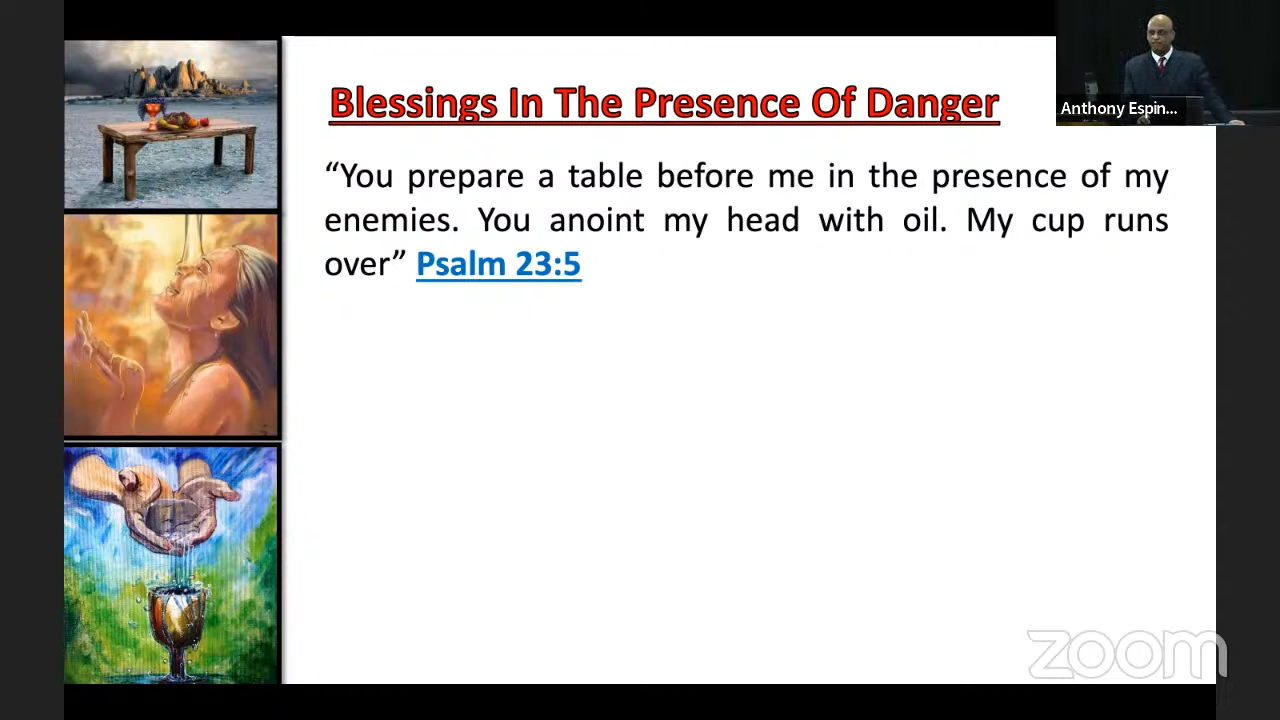 Blessings In The Presence Of Danger
Anthony Espin...
“You prepare a table before me in the presence of my
enemies. You anoint my head with oil. My cup runs
over” Psalm 23:5
zoom